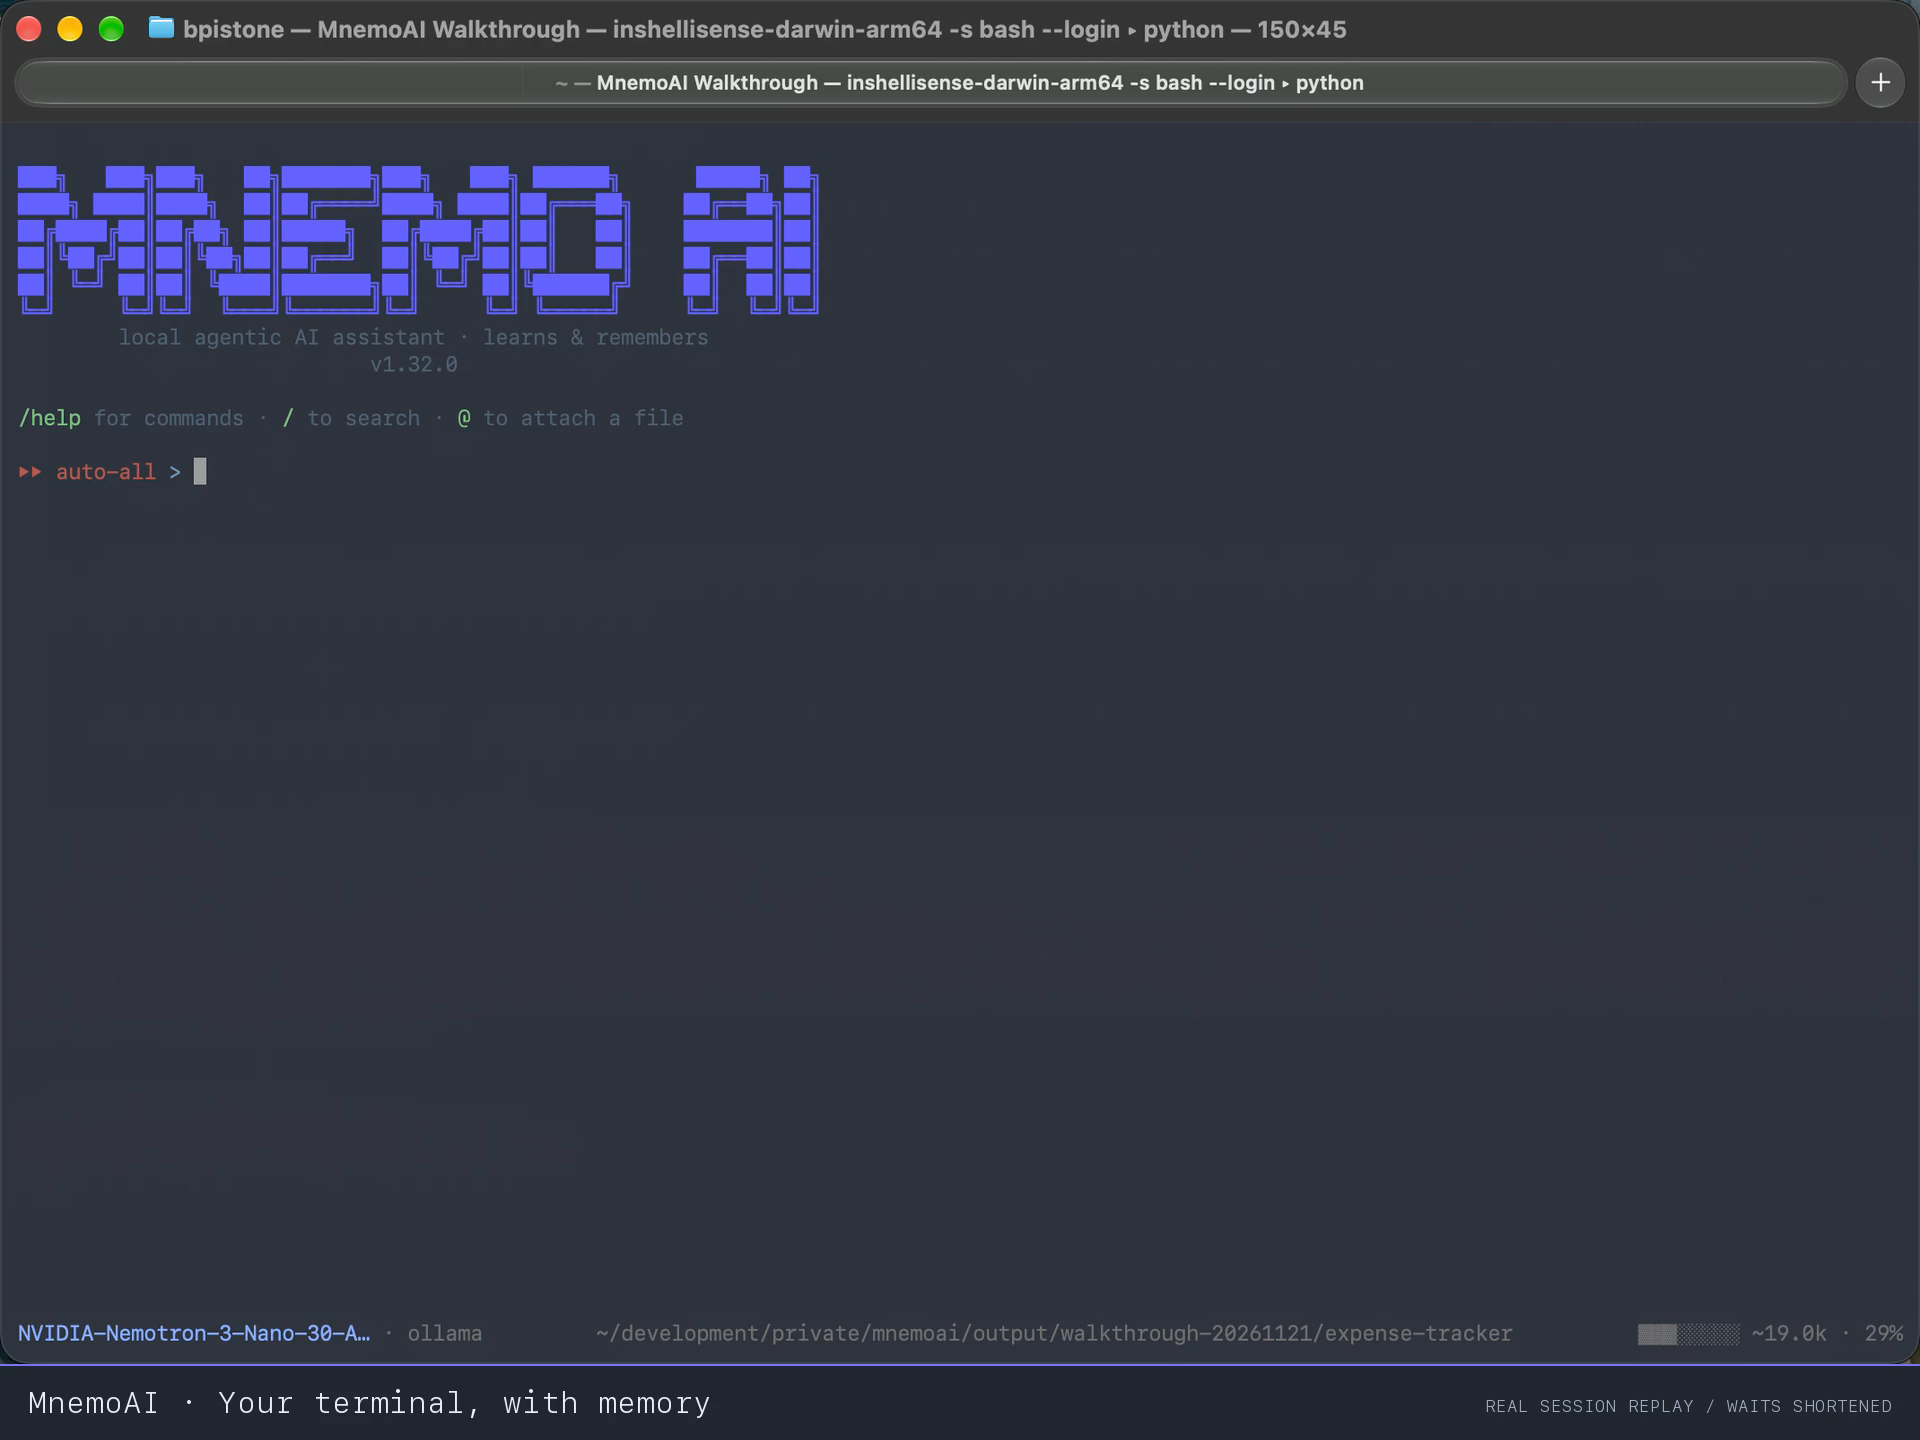 bpistone — MnemoAI Walkthrough — inshellisense-darwin-arm64 -s bash --login ▸ python — 150×45
~ — MnemoAI Walkthrough — inshellisense-darwin-arm64 -s bash --login ▸ python
+
MNEMO AI
local agentic AI assistant · learns & remembers
v1.32.0
/help for commands · / to search · @ to attach a file
▸▸ auto-all >
NVIDIA-Nemotron-3-Nano-30-A… · ollama ~/development/private/mnemoai/output/walkthrough-20261121/expense-tracker ~19.0k · 29%
MnemoAI · Your terminal, with memory
REAL SESSION REPLAY / WAITS SHORTENED